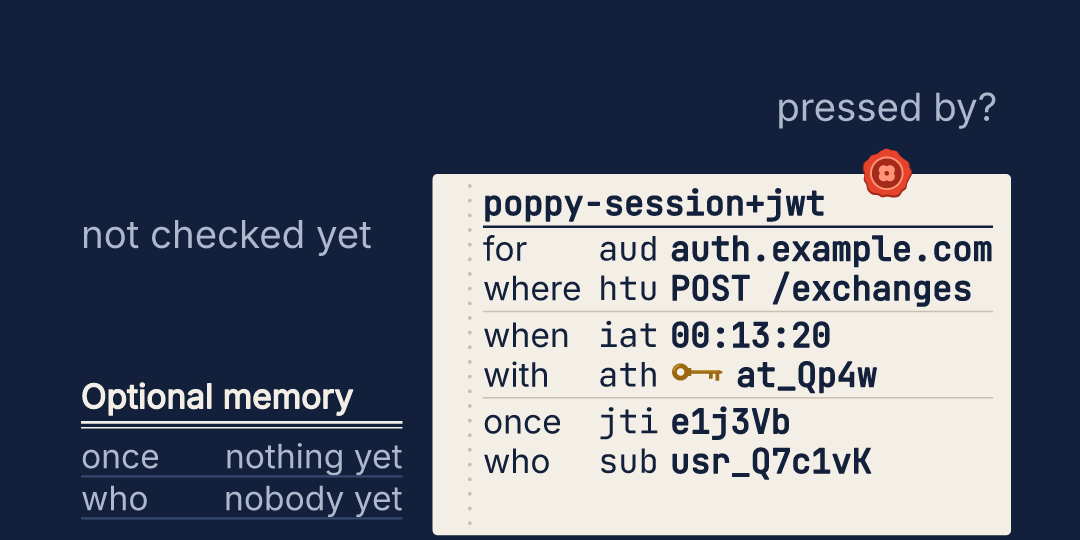 pressed by?
not checked yet
poppy-session+jwt
for aud auth.example.com
where htu POST /exchanges
when iat 00:13:20
with ath at_Qp4w
once jti e1j3Vb
who sub usr_Q7c1vK
Optional memory
once nothing yet
who nobody yet